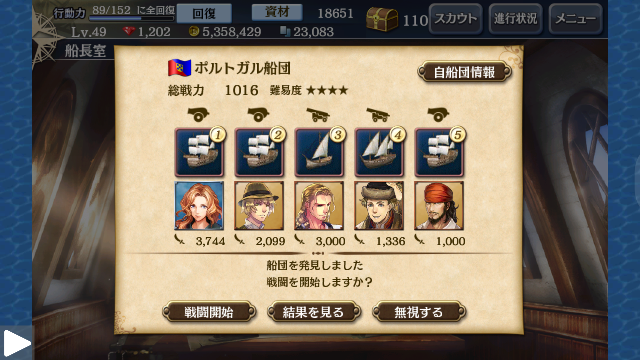 行動力 89/152 に全回復 回復 資材 18651 110 スカウト 進行状況 メニュー
Lv.49 1,202 5,358,429 23,083
船長室
ポルトガル船団 自船団情報
総戦力 1016 難易度 ★★★★
1 2 3 4 5
3,744 2,099 3,000 1,336 1,000
船団を発見しました
戦闘を開始しますか?
戦闘開始 結果を見る 無視する